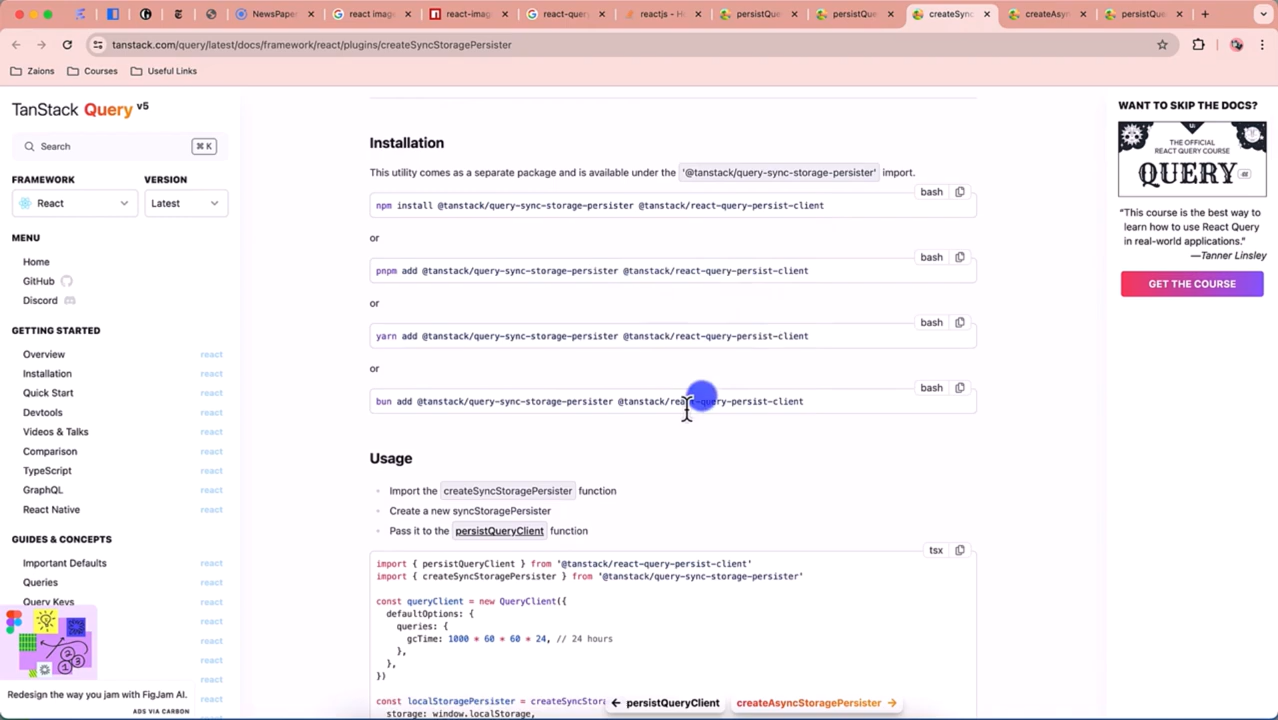 NewsPape
react imag
react-imag
react-quer
reactjs - Ho
persistQue
persistQue
createSync
createAsyn
persistQue
tanstack.com/query/latest/docs/framework/react/plugins/createSyncStoragePersister
Zaions
Courses
Useful Links
TanStack Query v5
Search
⌘ K
FRAMEWORK
VERSION
React
Latest
MENU
Home
GitHub
Discord
GETTING STARTED
Overview react
Installation react
Quick Start react
Devtools react
Videos & Talks react
Comparison react
TypeScript react
GraphQL react
React Native react
GUIDES & CONCEPTS
Important Defaults react
Queries react
Query Keys react
react
react
react
react
react
Redesign the way you jam with FigJam AI.
ADS VIA CARBON
Installation
This utility comes as a separate package and is available under the '@tanstack/query-sync-storage-persister' import.
bash
npm install @tanstack/query-sync-storage-persister @tanstack/react-query-persist-client
or
bash
pnpm add @tanstack/query-sync-storage-persister @tanstack/react-query-persist-client
or
bash
yarn add @tanstack/query-sync-storage-persister @tanstack/react-query-persist-client
or
bash
bun add @tanstack/query-sync-storage-persister @tanstack/react-query-persist-client
Usage
Import the createSyncStoragePersister function
Create a new syncStoragePersister
Pass it to the persistQueryClient function
tsx
import { persistQueryClient } from '@tanstack/react-query-persist-client'
import { createSyncStoragePersister } from '@tanstack/query-sync-storage-persister'
const queryClient = new QueryClient({
defaultOptions: {
queries: {
gcTime: 1000 * 60 * 60 * 24, // 24 hours
},
},
})
const localStoragePersister = createSyncStora
storage: window.localStorage,
← persistQueryClient
createAsyncStoragePersister →
WANT TO SKIP THE DOCS?
THE OFFICIAL
REACT QUERY COURSE
QUERY
“This course is the best way to
learn how to use React Query
in real-world applications.”
—Tanner Linsley
GET THE COURSE